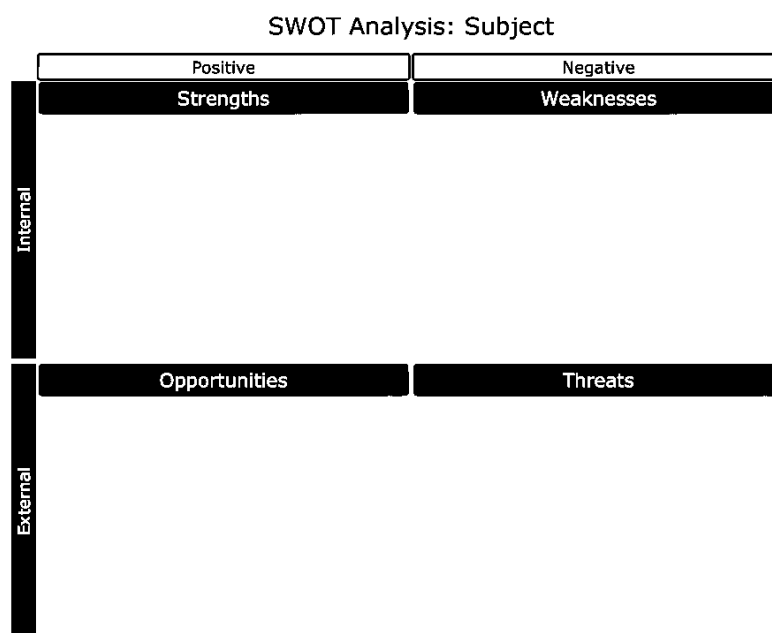 SWOT Analysis: Subject
Positive Negative
Strengths Weaknesses
Internal
Opportunities Threats
External